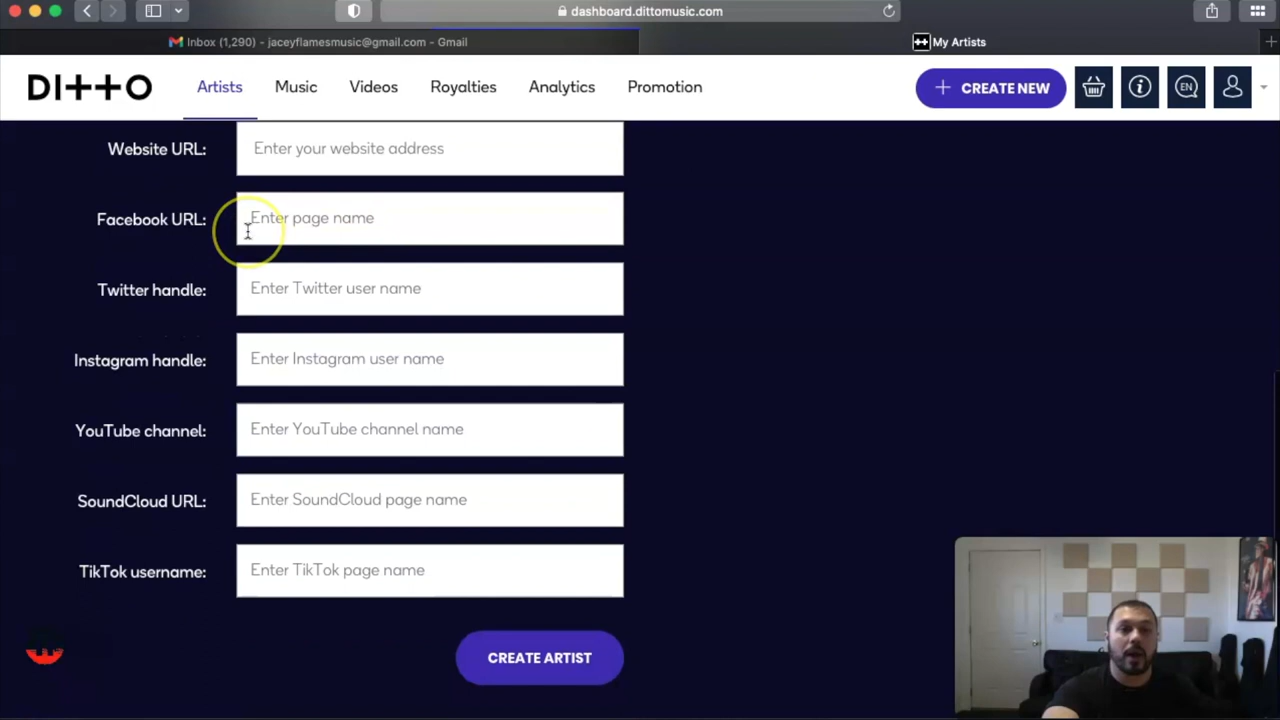 dashboard.dittomusic.com
Inbox (1,290) - jaceyflamesmusic@gmail.com - Gmail
My Artists
DITTO
Artists
Music
Videos
Royalties
Analytics
Promotion
+ CREATE NEW
EN
Website URL:
Enter your website address
Facebook URL:
Enter page name
Twitter handle:
Enter Twitter user name
Instagram handle:
Enter Instagram user name
YouTube channel:
Enter YouTube channel name
SoundCloud URL:
Enter SoundCloud page name
TikTok username:
Enter TikTok page name
CREATE ARTIST